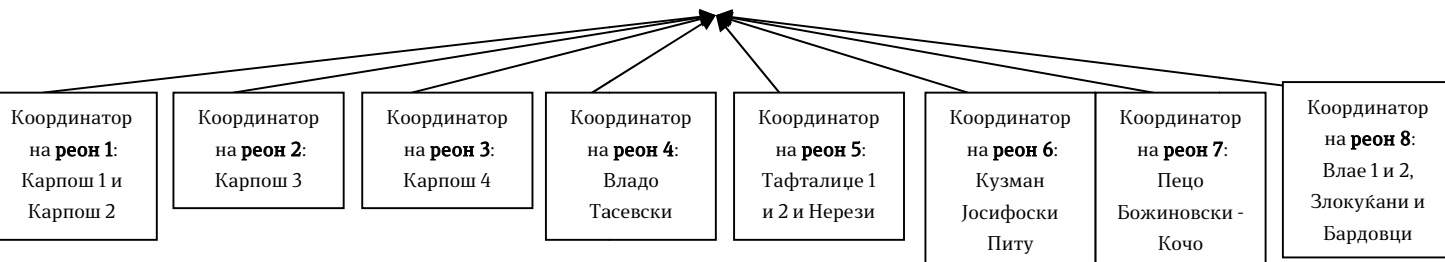 Координатор
на реон 1:
Карпош 1 и
Карпош 2
Координатор
на реон 2:
Карпош 3
Координатор
на реон 3:
Карпош 4
Координатор
на реон 4:
Владо
Тасевски
Координатор
на реон 5:
Тафталиџе 1
и 2 и Нерези
Координатор
на реон 6:
Кузман
Јосифоски
Питу
Координатор
на реон 7:
Пецо
Божиновски -
Кочо
Координатор
на реон 8:
Влае 1 и 2,
Злокуќани и
Бардовци